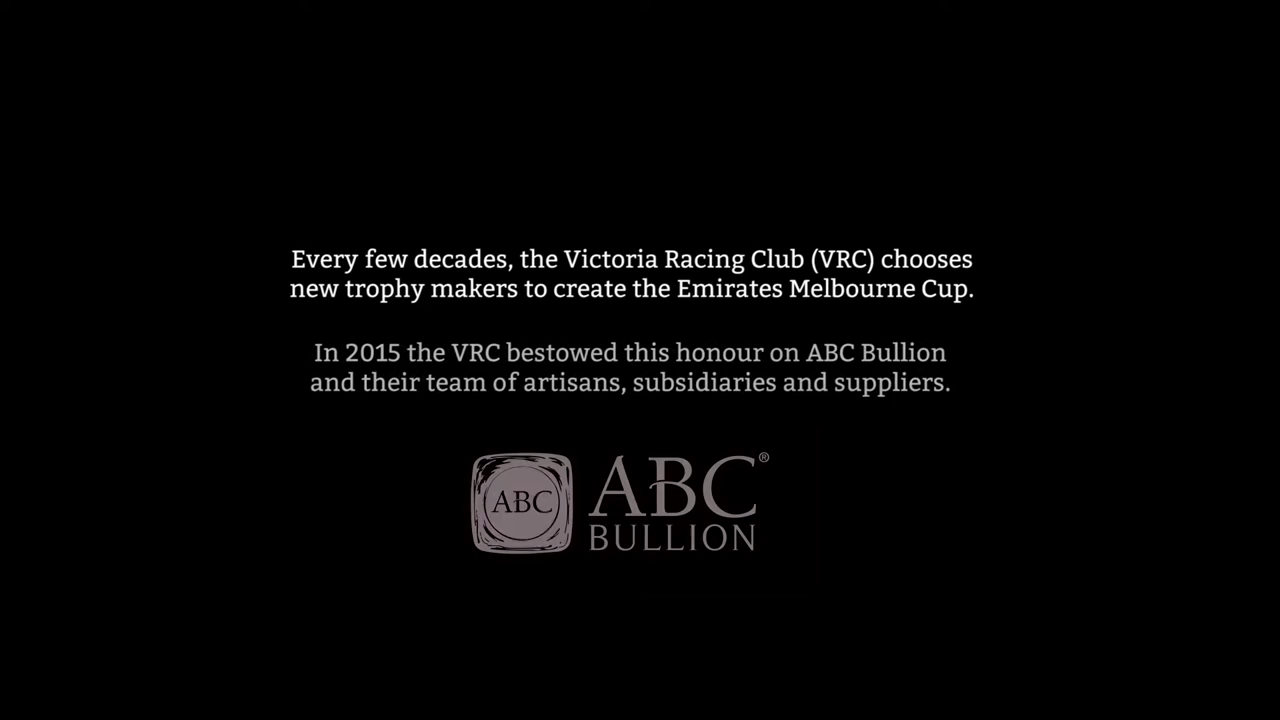 Every few decades, the Victoria Racing Club (VRC) chooses
new trophy makers to create the Emirates Melbourne Cup.
In 2015 the VRC bestowed this honour on ABC Bullion
and their team of artisans, subsidiaries and suppliers.
ABC
ABC®
BULLION